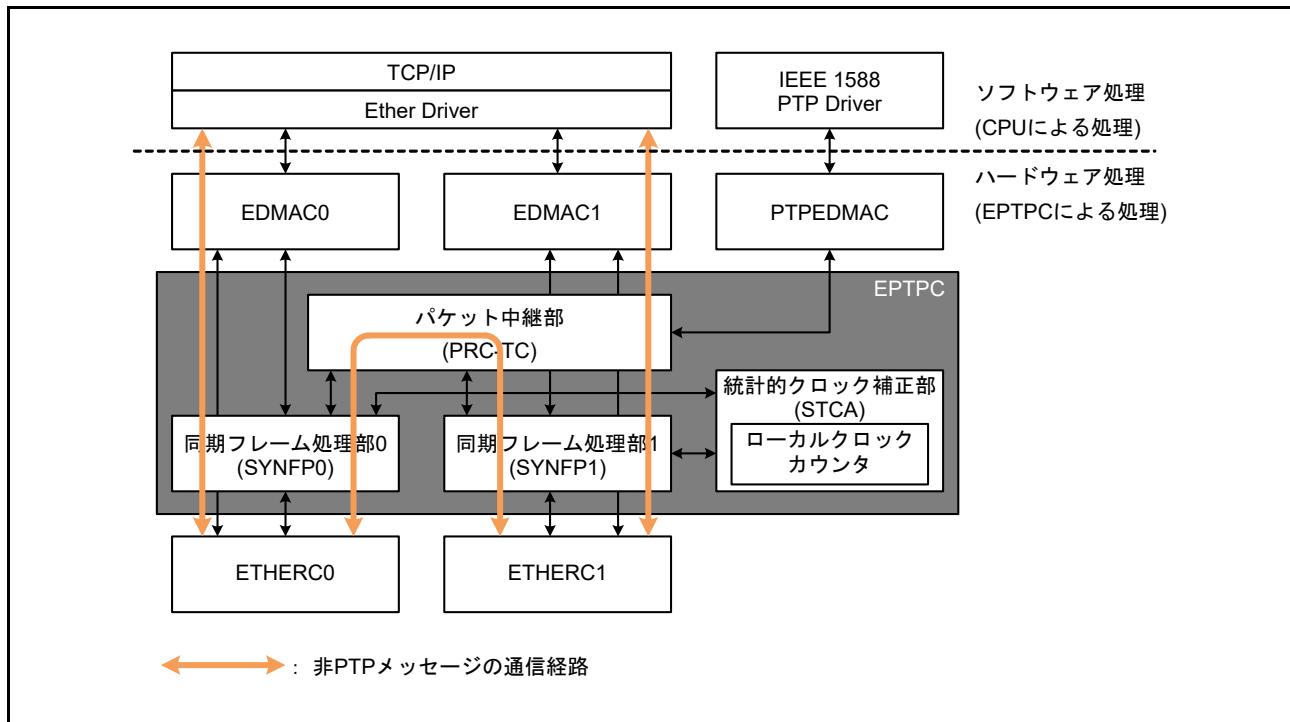 TCP/IP
Ether Driver
IEEE 1588
PTP Driver
ソフトウェア処理
(CPUによる処理)
ハードウェア処理
(EPTPCによる処理)
EDMAC0
EDMAC1
PTPEDMAC
EPTPC
パケット中継部
(PRC-TC)
統計的クロック補正部
(STCA)
ローカルクロック
カウンタ
同期フレーム処理部0
(SYNFP0)
同期フレーム処理部1
(SYNFP1)
ETHERC0
ETHERC1
: 非PTPメッセージの通信経路